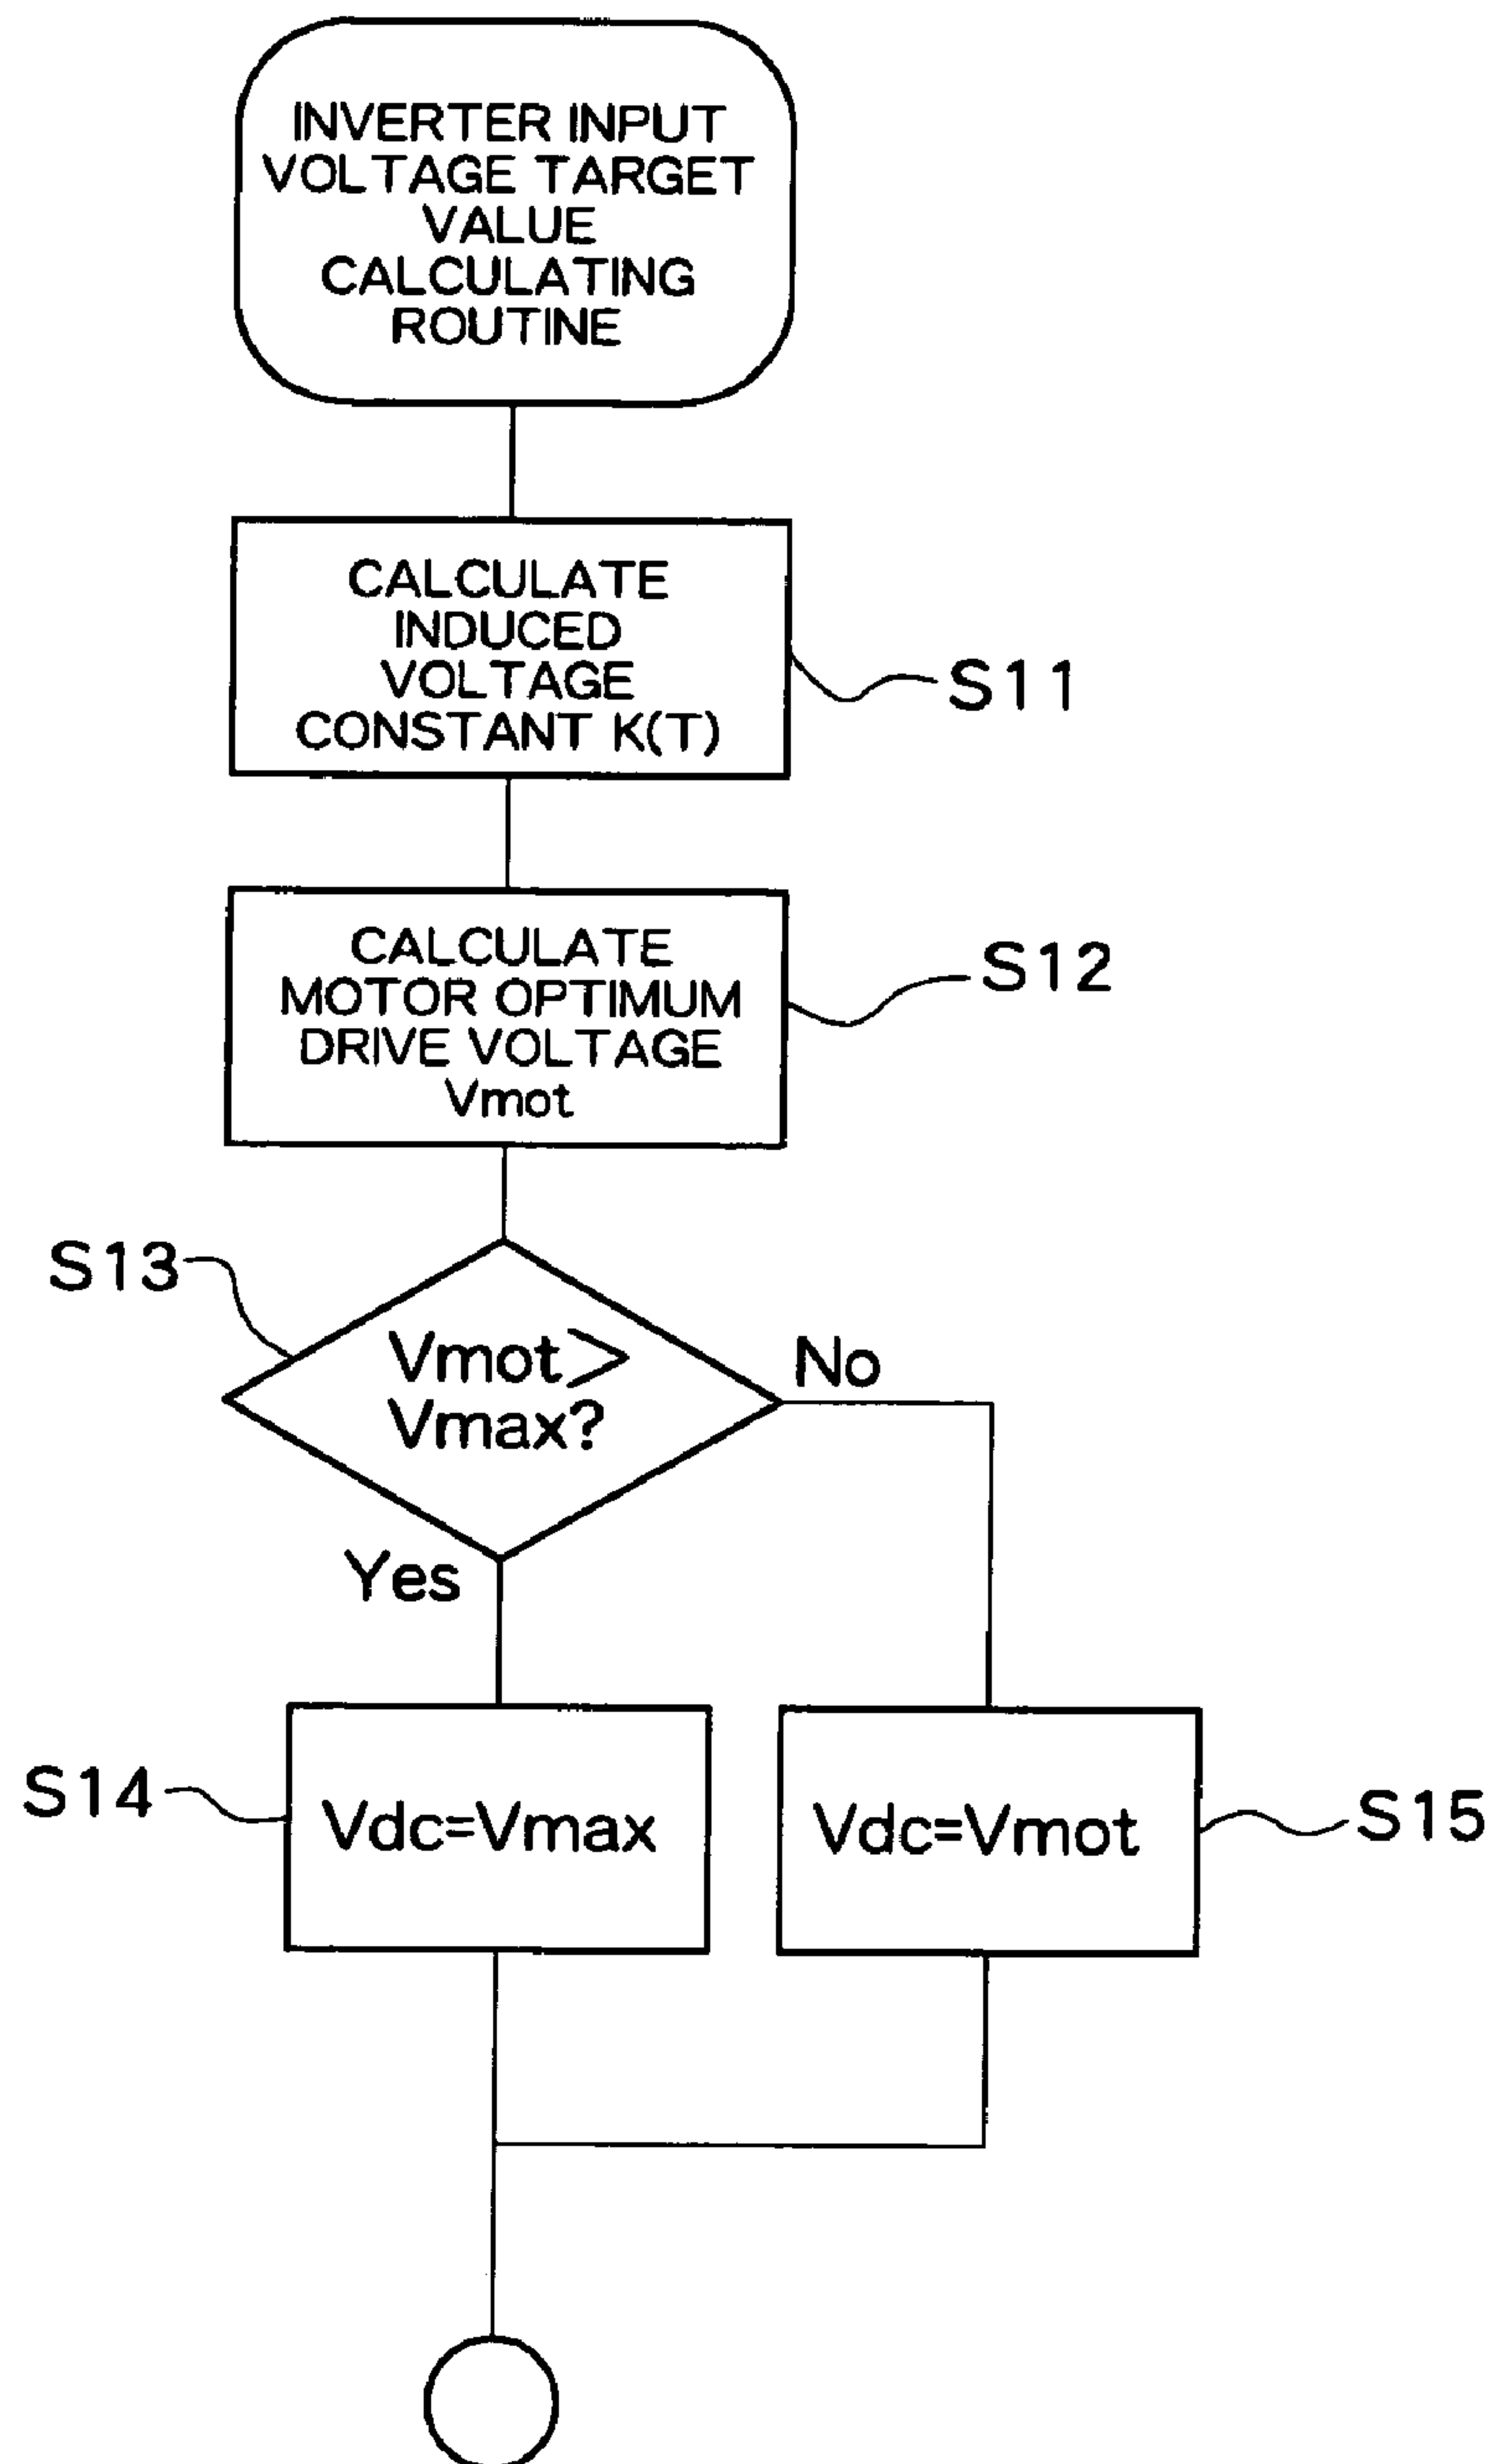 INVERTER INPUT
VOLTAGE TARGET
VALUE
CALCULATING
ROUTINE
CALCULATE
INDUCED
VOLTAGE
CONSTANT K(T)
S11
CALCULATE
MOTOR OPTIMUM
DRIVE VOLTAGE
Vmot
S12
S13
Vmot>
Vmax?
No
Yes
S14
Vdc=Vmax
Vdc=Vmot
S15